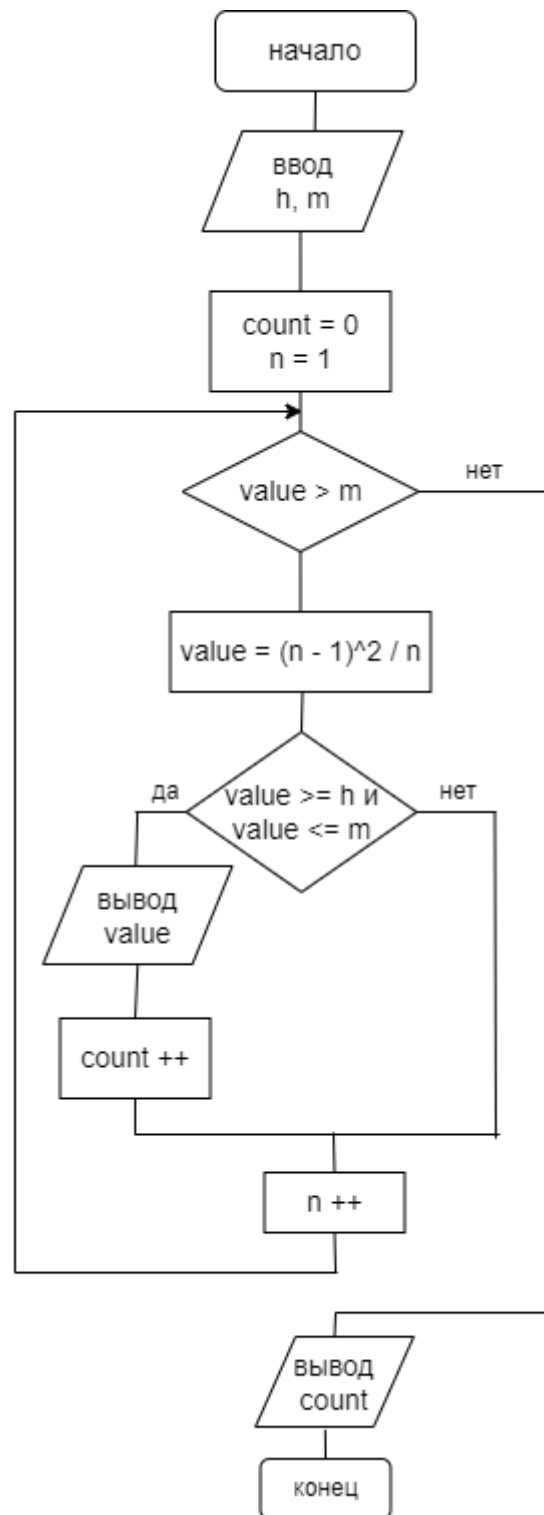 начало
ввод
h, m
count = 0
n = 1
value > m
нет
value = (n - 1)^2 / n
да
value >= h и
value <= m
нет
вывод
value
count ++
n ++
вывод
count
конец